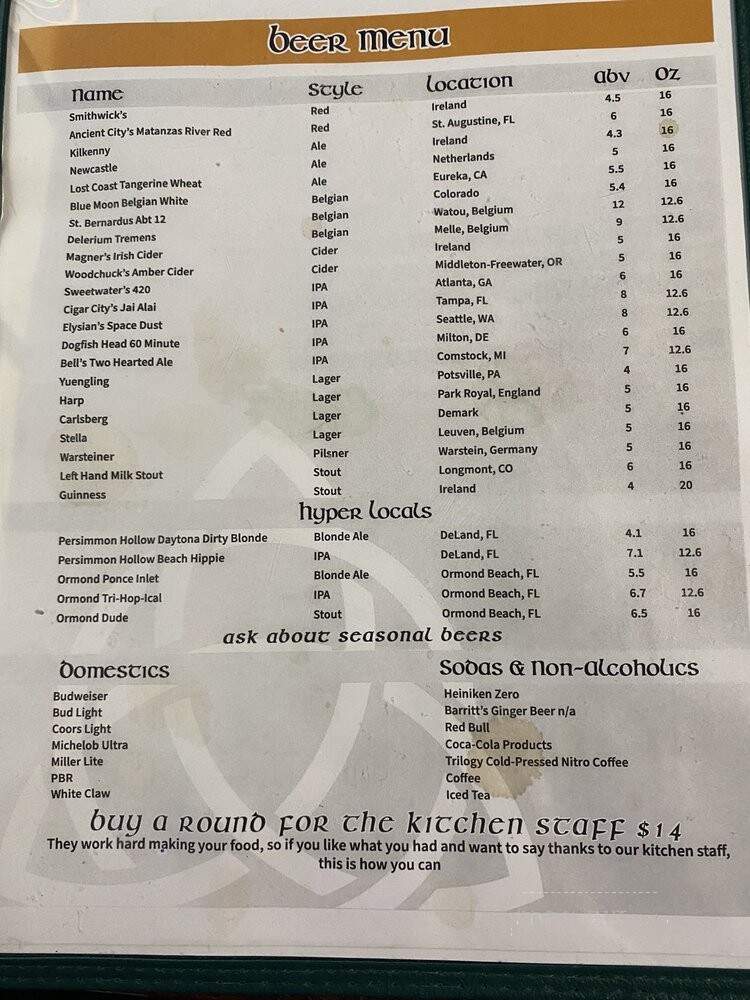 Beer Menu
Name Style Location ABV Oz
Smithwick's Red Ireland 4.5 16
Ancient City's Matanzas River Red Red St. Augustine, FL 6 16
Kilkenny Ale Ireland 4.3 16
Newcastle Ale Netherlands 5 16
Lost Coast Tangerine Wheat Ale Eureka, CA 5.5 16
Blue Moon Belgian White Belgian Colorado 5.4 16
St. Bernardus Abt 12 Belgian Watou, Belgium 12 12.6
Delerium Tremens Belgian Melle, Belgium 9 12.6
Magner's Irish Cider Cider Ireland 5 16
Woodchuck's Amber Cider Cider Middleton-Freewater, OR 5 16
Sweetwater's 420 IPA Atlanta, GA 6 16
Cigar City's Jai Alai IPA Tampa, FL 8 12.6
Elysian's Space Dust IPA Seattle, WA 8 12.6
Dogfish Head 60 Minute IPA Milton, DE 6 16
Bell's Two Hearted Ale IPA Comstock, MI 7 12.6
Yuengling Lager Potsville, PA 4 16
Harp Lager Park Royal, England 5 16
Carlsberg Lager Demark 5 16
Stella Lager Leuven, Belgium 5 16
Warsteiner Pilsner Warstein, Germany 5 16
Left Hand Milk Stout Stout Longmont, CO 6 16
Guinness Stout Ireland 4 20
Hyper Locals
Persimmon Hollow Daytona Dirty Blonde Blonde Ale DeLand, FL 4.1 16
Persimmon Hollow Beach Hippie IPA DeLand, FL 7.1 12.6
Ormond Ponce Inlet Blonde Ale Ormond Beach, FL 5.5 16
Ormond Tri-Hop-Ical IPA Ormond Beach, FL 6.7 12.6
Ormond Dude Stout Ormond Beach, FL 6.5 16
Ask about seasonal beers
Domestics
Budweiser
Bud Light
Coors Light
Michelob Ultra
Miller Lite
PBR
White Claw
Sodas & Non-Alcoholics
Heiniken Zero
Barritt's Ginger Beer n/a
Red Bull
Coca-Cola Products
Trilogy Cold-Pressed Nitro Coffee
Coffee
Iced Tea
Buy a round for the kitchen staff $14
They work hard making your food, so if you like what you had and want to say thanks to our kitchen staff,
this is how you can